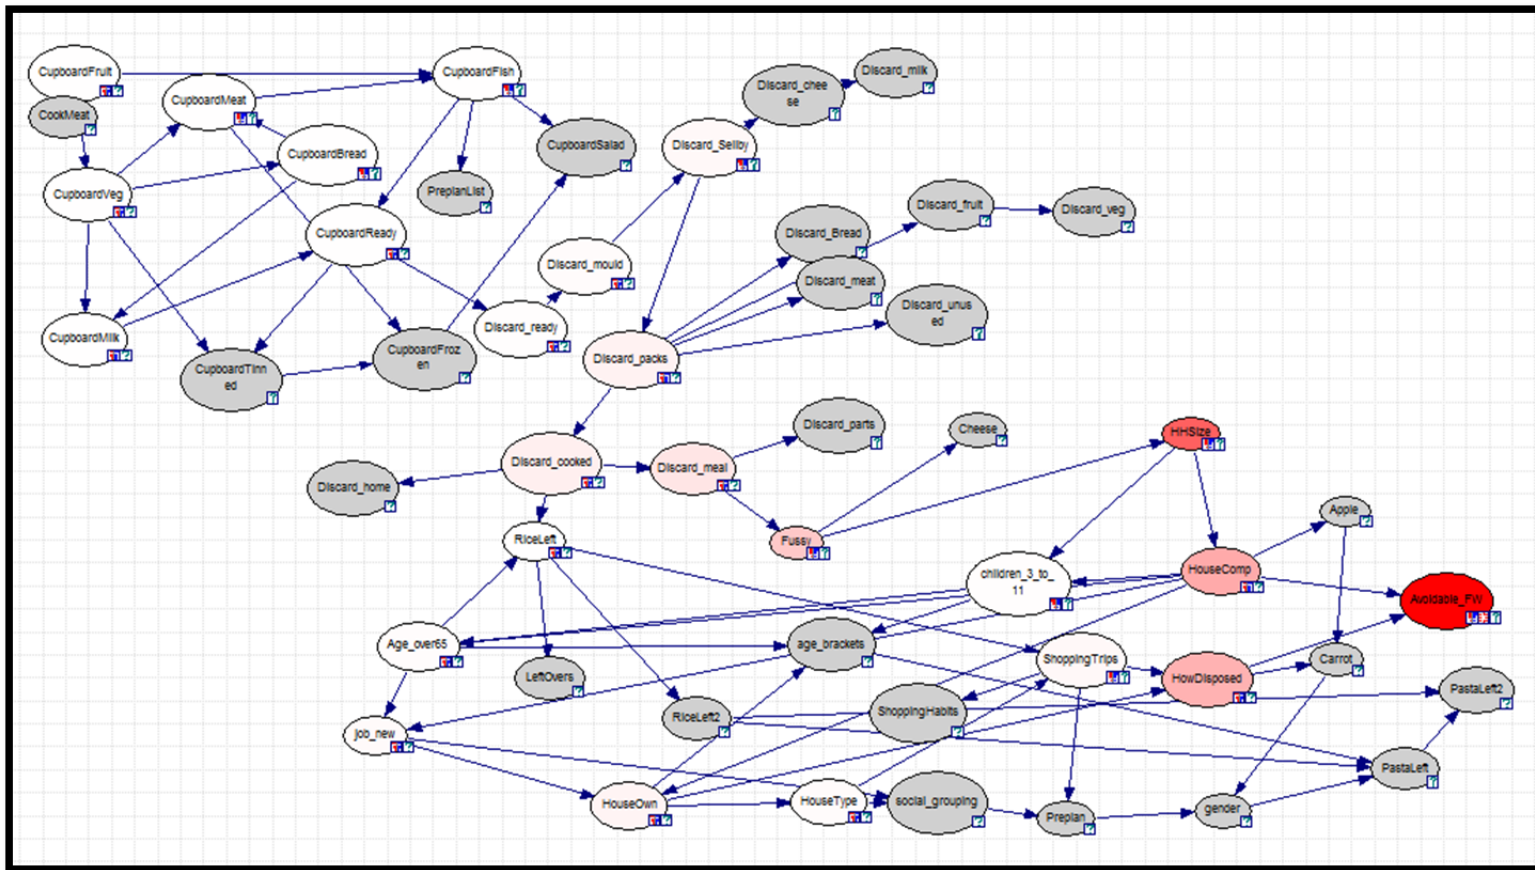 CupboardFruit
CupboardFish
Discard_milk
CupboardMeat
Discard_chee
se
CookMeat
CupboardBread
CupboardSalad
Discard_Sellby
CupboardVeg
PreplanList
Discard_fruit
Discard_veg
CupboardReady
Discard_Bread
Discard_mould
Discard_meat
Discard_unus
ed
Discard_ready
CupboardMilk
CupboardFroz
en
Discard_packs
CupboardTinn
ed
Discard_parts
Cheese
HHSize
Discard_cooked
Discard_meal
Discard_home
Apple
RiceLeft
Fussy
children_3_to_
11
HouseComp
Avoidable_FW
Age_over65
age_brackets
ShoppingTrips
Carrot
LeftOvers
HowDisposed
PastaLeft2
RiceLeft2
ShoppingHabits
job_new
PastaLeft
HouseOwn
HouseType
social_grouping
Preplan
gender